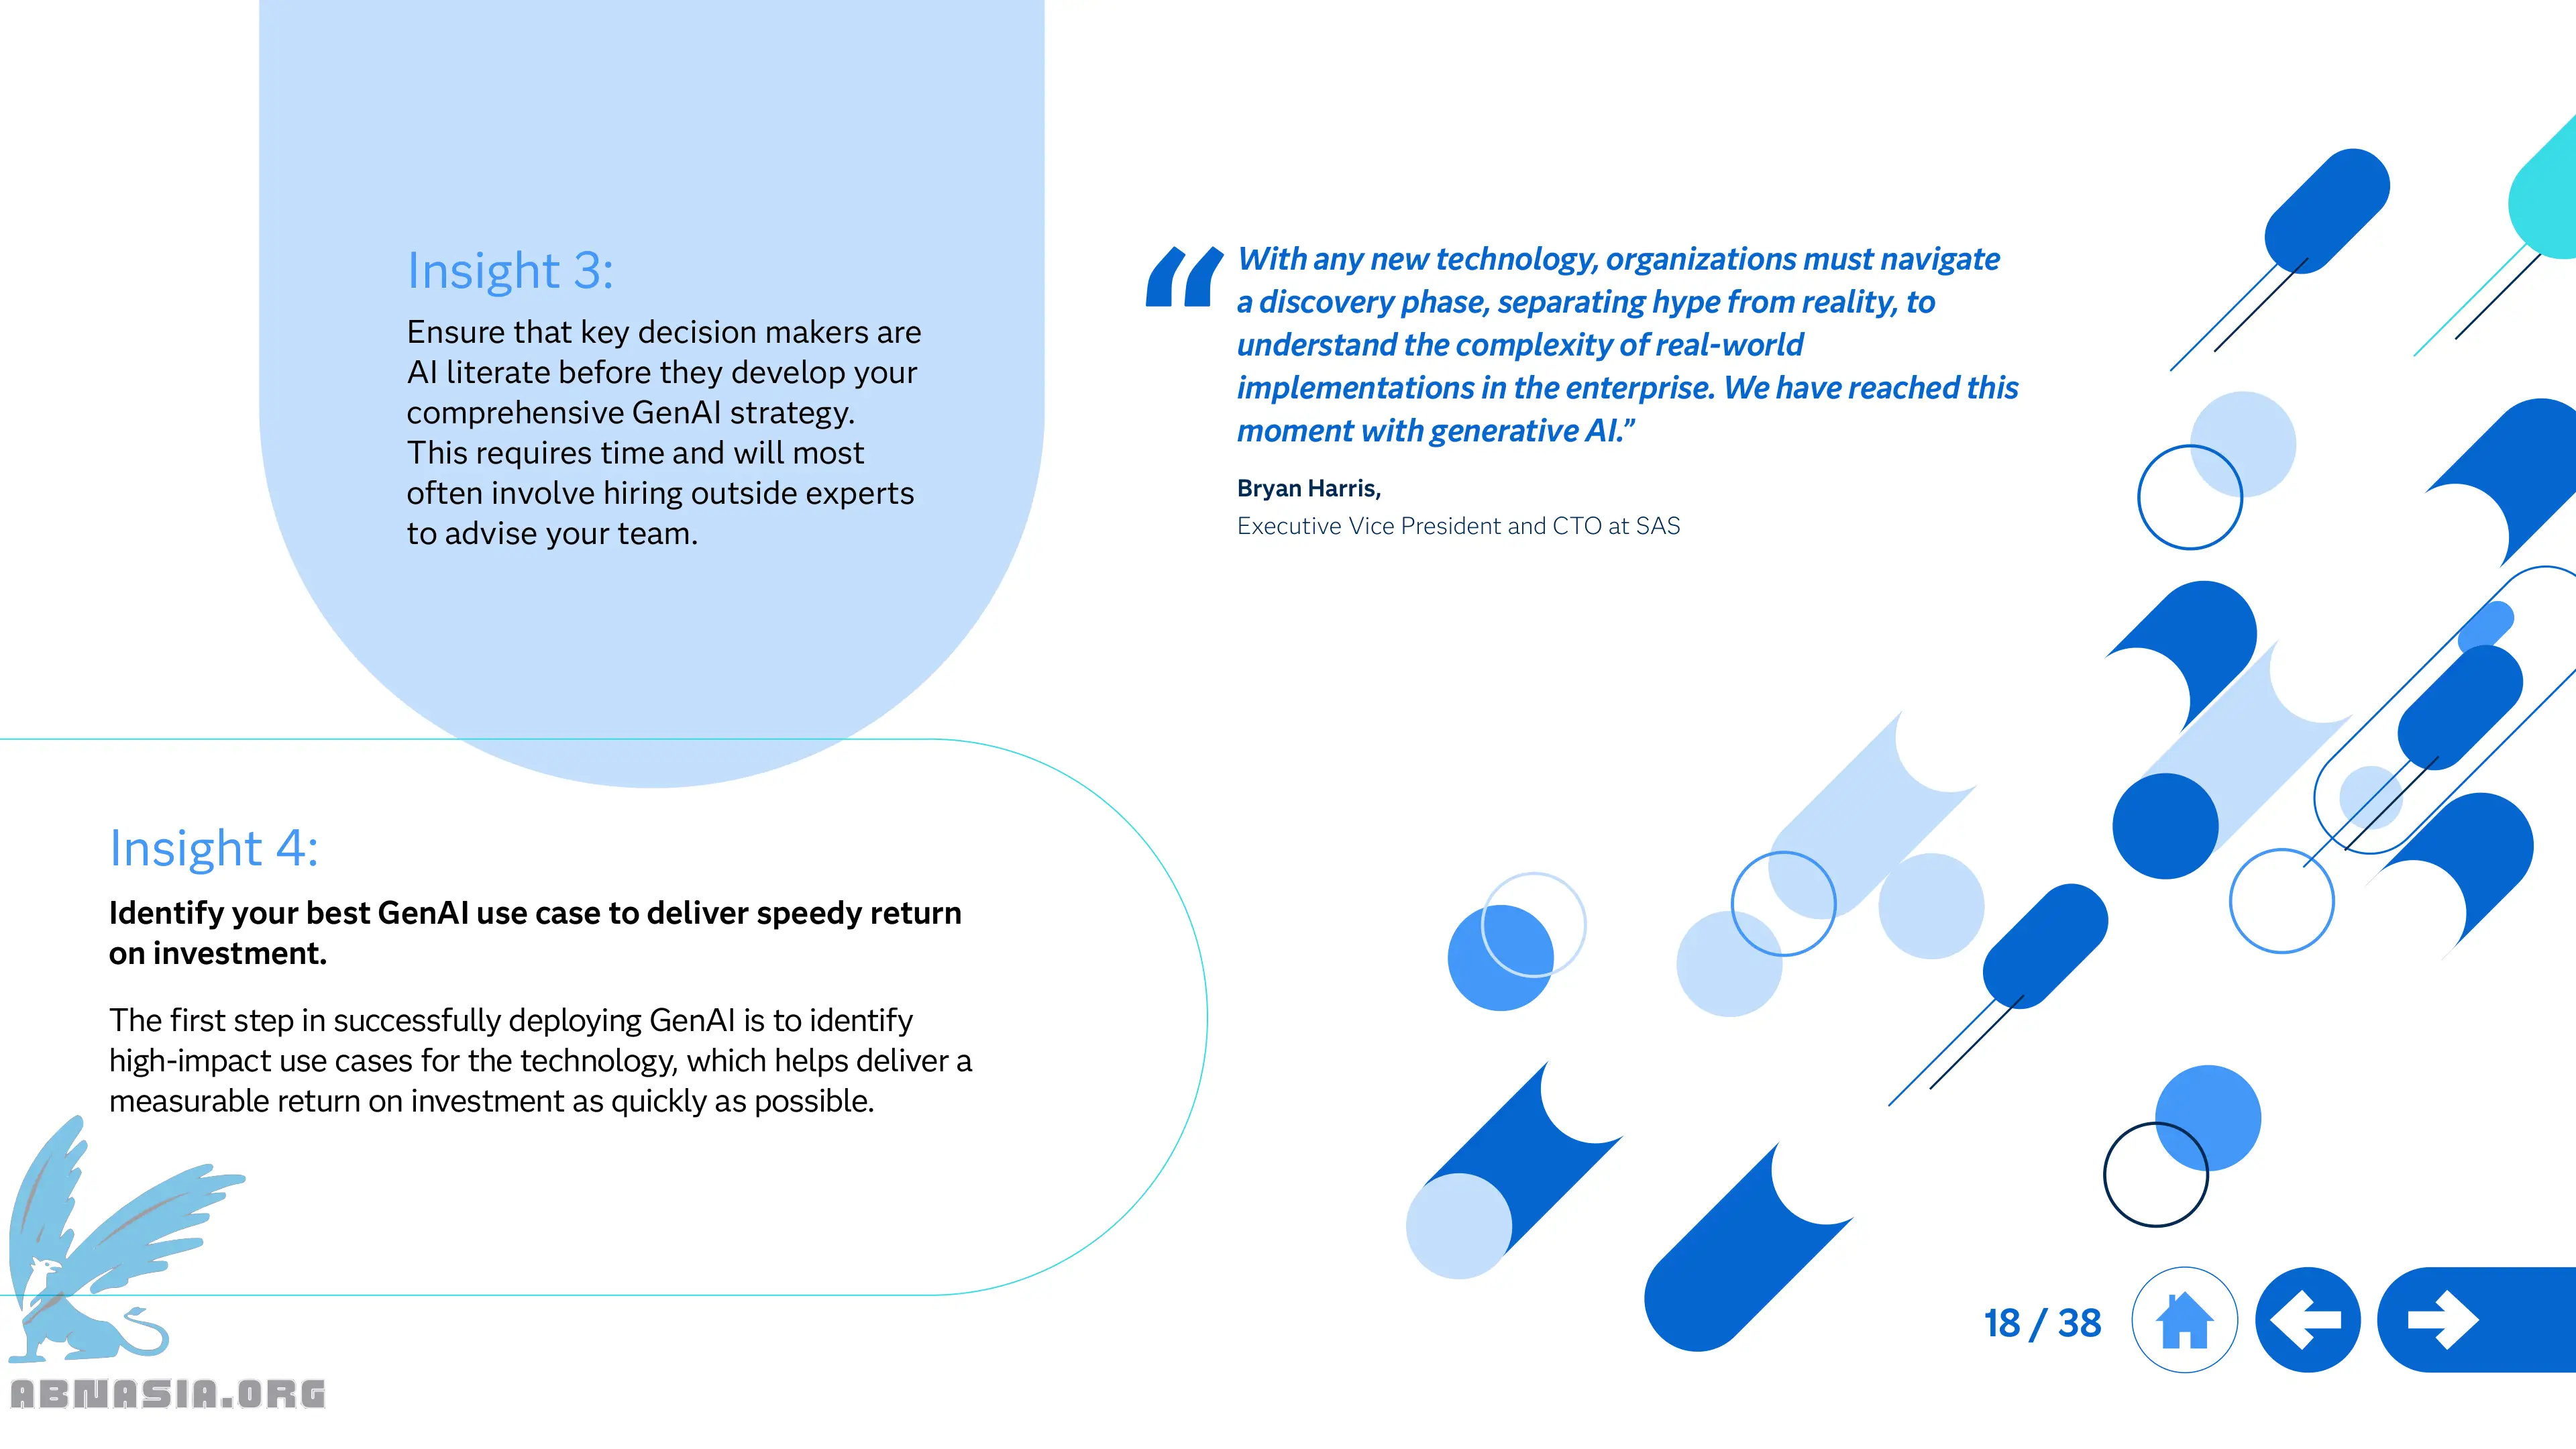 Insight 3:
Ensure that key decision makers are
AI literate before they develop your
comprehensive GenAI strategy.
This requires time and will most
often involve hiring outside experts
to advise your team.
“
With any new technology, organizations must navigate
a discovery phase, separating hype from reality, to
understand the complexity of real-world
implementations in the enterprise. We have reached this
moment with generative AI.”
Bryan Harris,
Executive Vice President and CTO at SAS
Insight 4:
Identify your best GenAI use case to deliver speedy return
on investment.
The first step in successfully deploying GenAI is to identify
high-impact use cases for the technology, which helps deliver a
measurable return on investment as quickly as possible.
18 / 38
ABNASIA.ORG